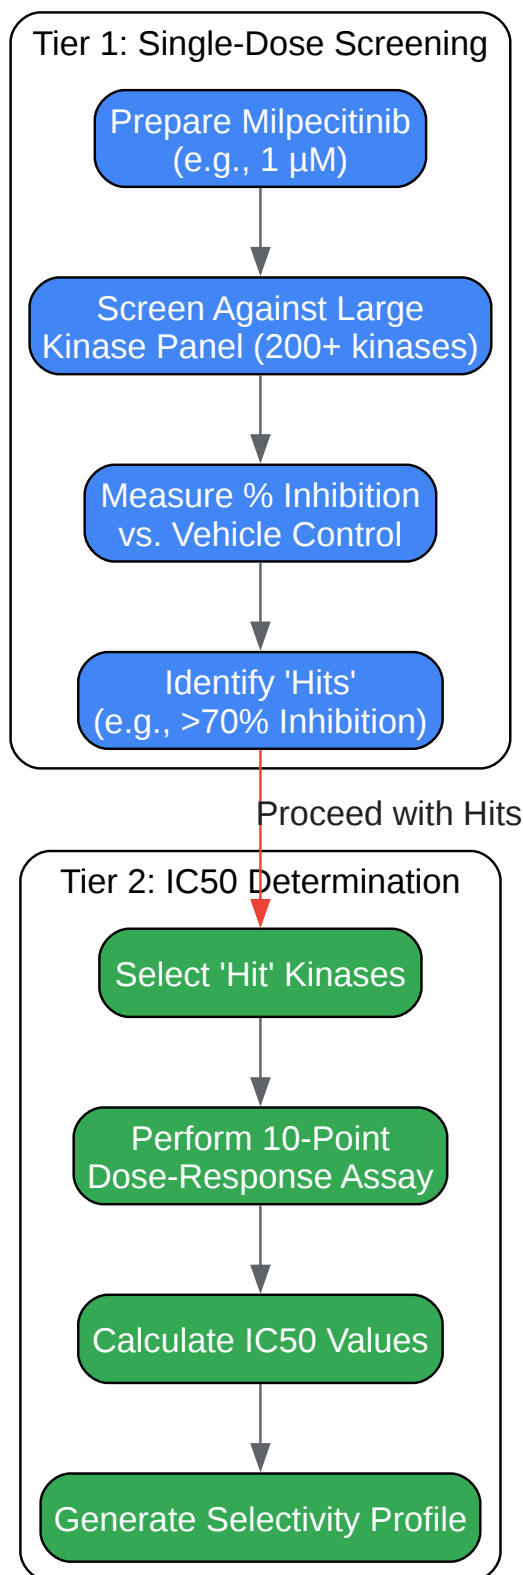 Tier 1: Single-Dose Screening
Prepare Milpecitinib
(e.g., 1 µM)
Screen Against Large
Kinase Panel (200+ kinases)
Measure % Inhibition
vs. Vehicle Control
Identify 'Hits'
(e.g., >70% Inhibition)
Proceed with Hits
Tier 2: IC50 Determination
Select 'Hit' Kinases
Perform 10-Point
Dose-Response Assay
Calculate IC50 Values
Generate Selectivity Profile